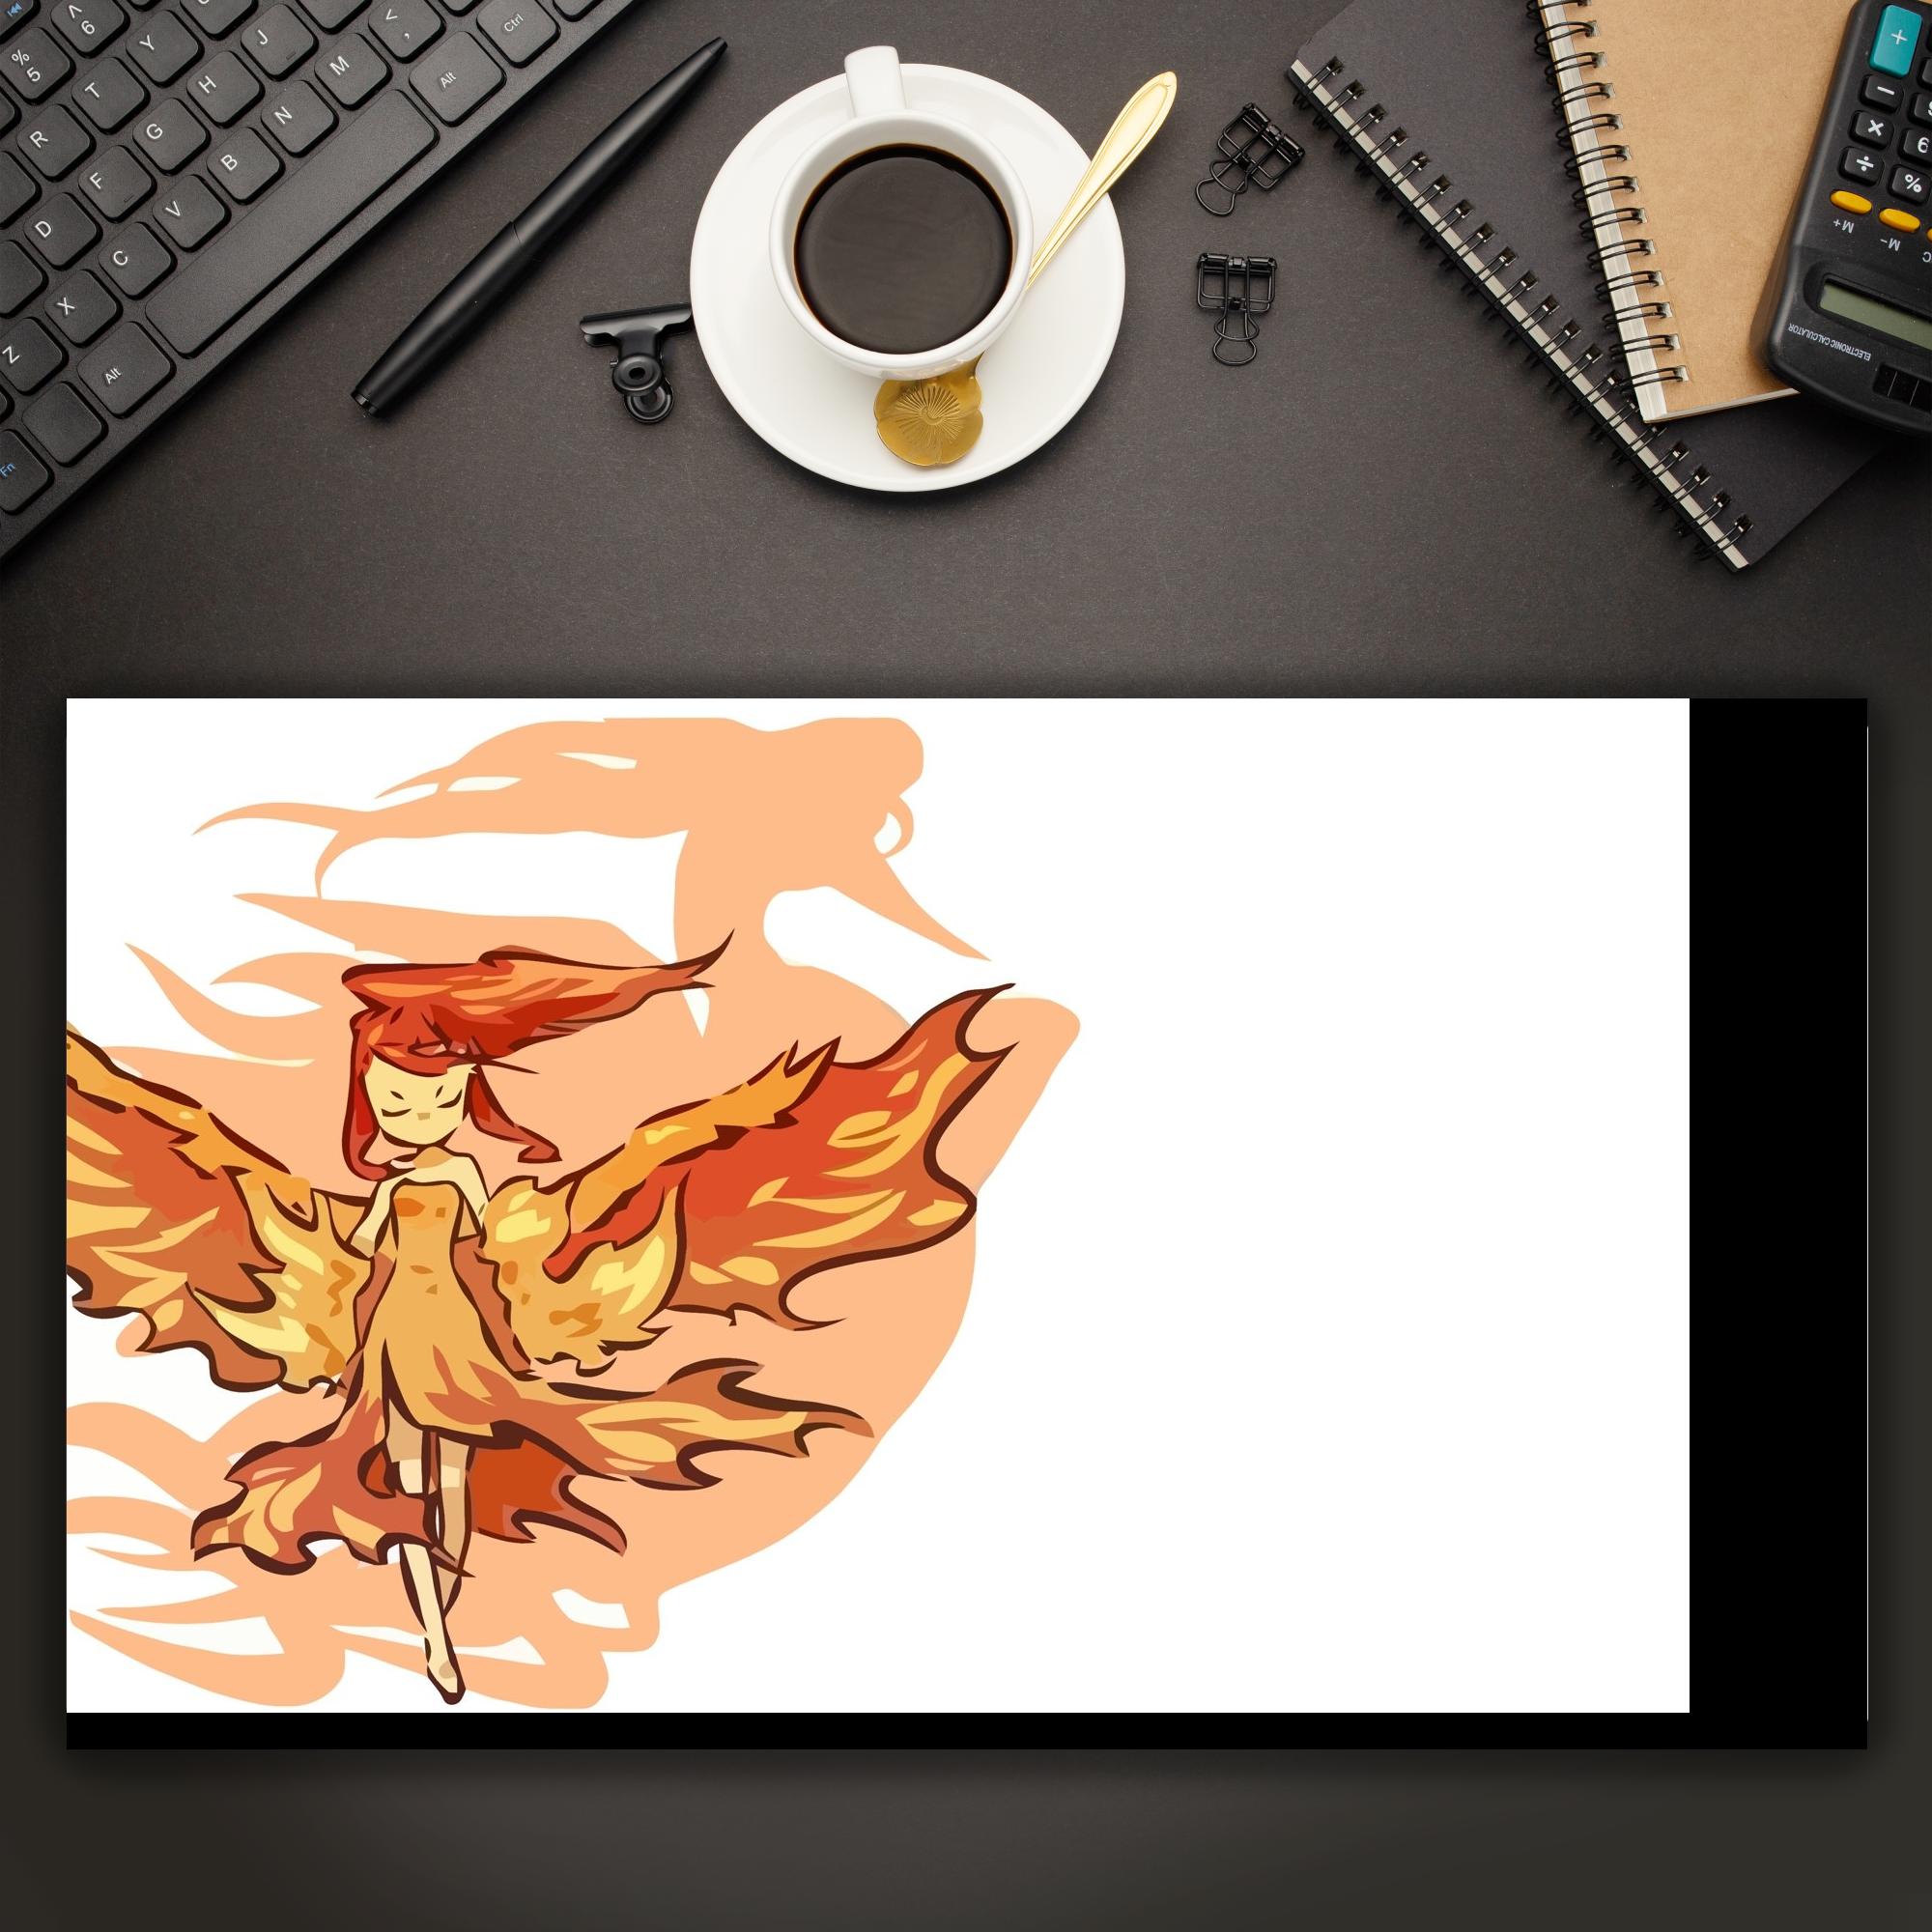 ^
6
Y
J
<
,
Ctrl
%
5
T
H
M
Alt
R
G
N
F
B
D
V
C
X
Z
Alt
Fn
+
−
×
÷
%
M+
M−
ELECTRONIC CALCULATOR